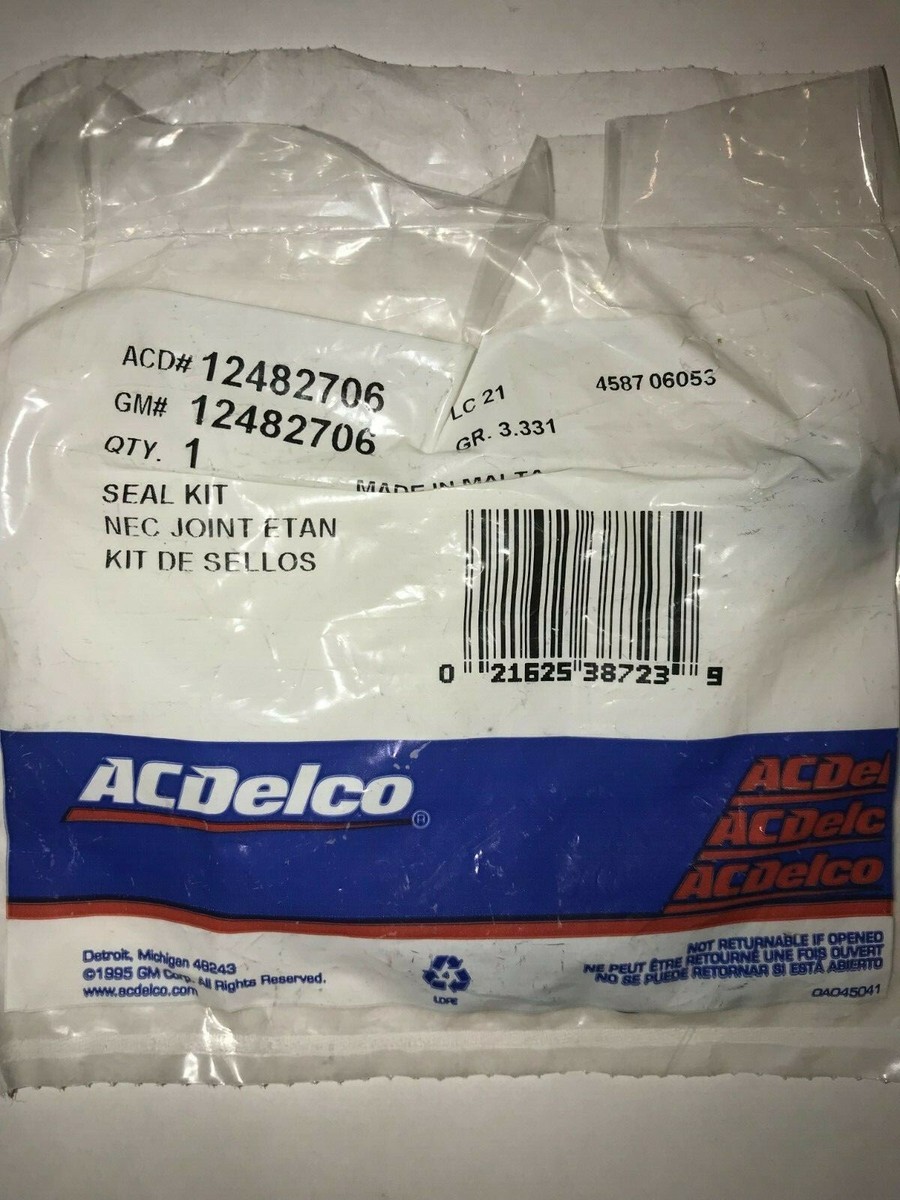 ACD# 12482706
GM# 12482706
QTY. 1
LC 21
GR. 3.331
4587 06053
MADE IN MALTA
SEAL KIT
NEC JOINT ETAN
KIT DE SELLOS
0 21625 38723 9
ACDelco®
ACDel
ACDelc
ACDelco
Detroit, Michigan 48243
©1995 GM Corp. All Rights Reserved.
www.acdelco.com
LDPE
NOT RETURNABLE IF OPENED
NE PEUT ÊTRE RETOURNÉ UNE FOIS OUVERT
NO SE PUEDE RETORNAR SI ESTÁ ABIERTO
OA045041